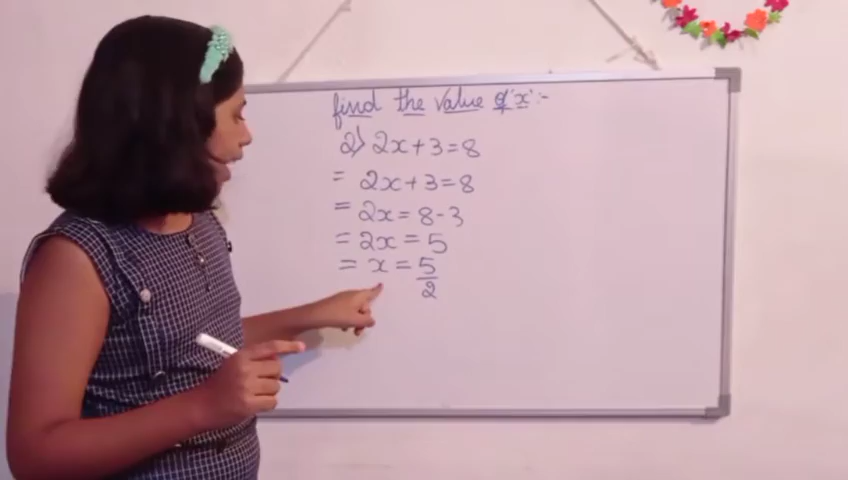 find the value of 'x' :-
2) 2x+3=8
= 2x+3=8
= 2x = 8-3
= 2x = 5
= x = 5/2